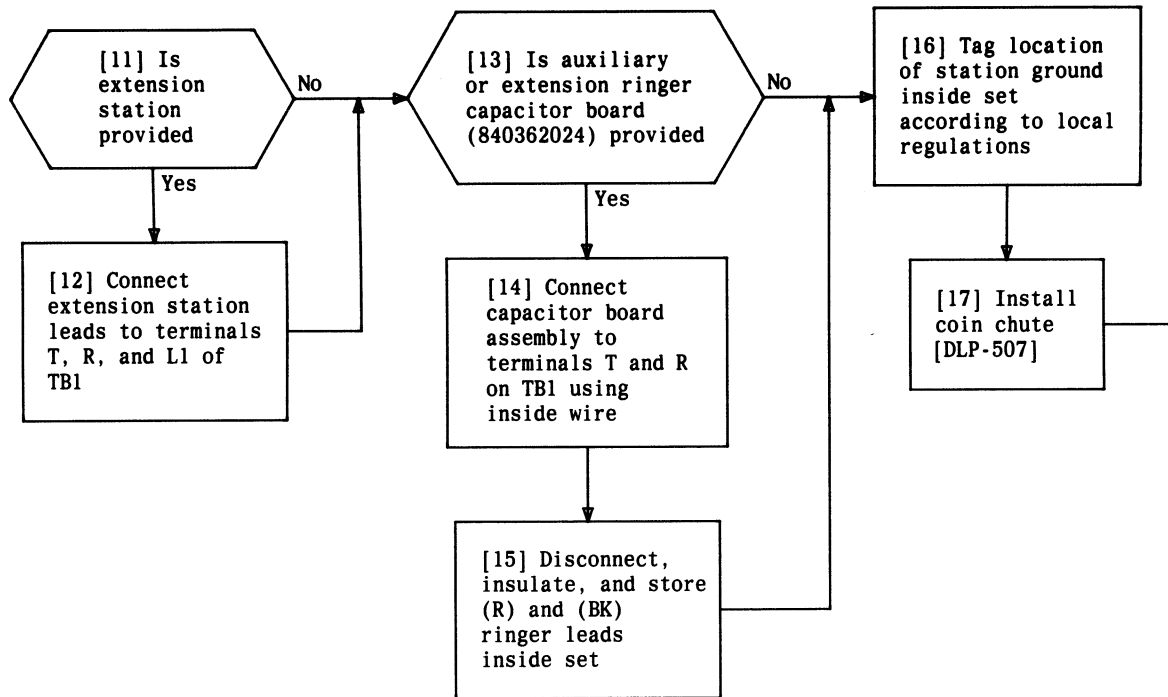 [11] Is
extension
station
provided
No
Yes
[12] Connect
extension station
leads to terminals
T, R, and L1 of
TB1
[13] Is auxiliary
or extension ringer
capacitor board
(840362024) provided
No
Yes
[14] Connect
capacitor board
assembly to
terminals T and R
on TB1 using
inside wire
[15] Disconnect,
insulate, and store
(R) and (BK)
ringer leads
inside set
[16] Tag location
of station ground
inside set
according to local
regulations
[17] Install
coin chute
[DLP-507]